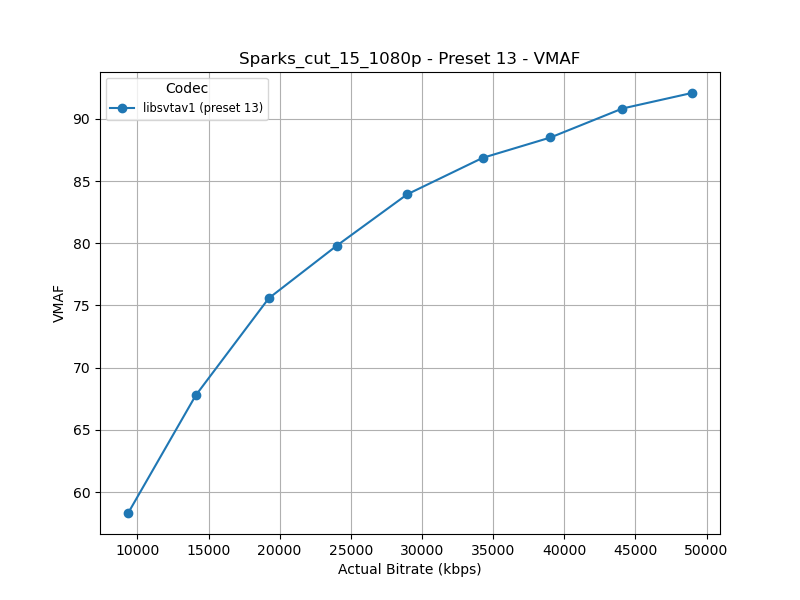 Sparks_cut_15_1080p - Preset 13 - VMAF
Codec
libsvtav1 (preset 13)
VMAF
90
85
80
75
70
65
60
10000 15000 20000 25000 30000 35000 40000 45000 50000
Actual Bitrate (kbps)